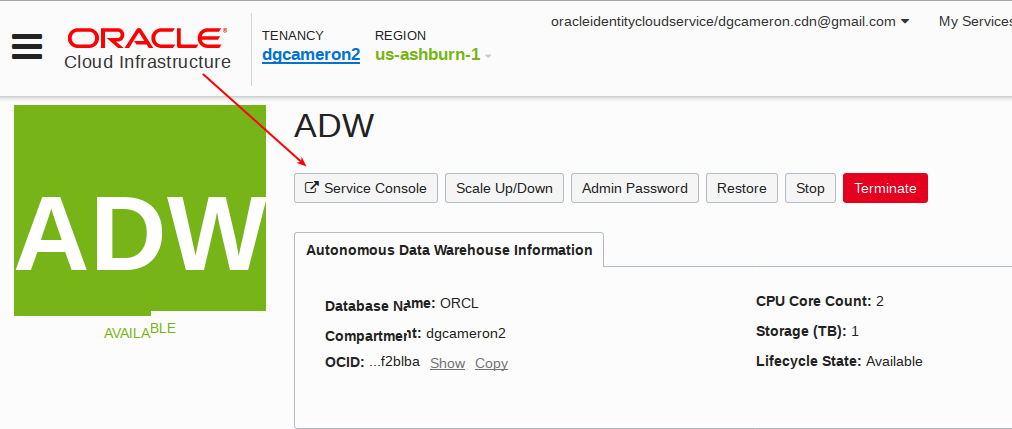 oracleidentitycloudservice/dgcameron.cdn@gmail.com My Services
ORACLE®
Cloud Infrastructure
TENANCY
dgcameron2
REGION
us-ashburn-1
ADW
ADW
AVAILABLE
Service Console Scale Up/Down Admin Password Restore Stop Terminate
Autonomous Data Warehouse Information
Database Name: ORCL
Compartment: dgcameron2
OCID: ...f2blba Show Copy
CPU Core Count: 2
Storage (TB): 1
Lifecycle State: Available